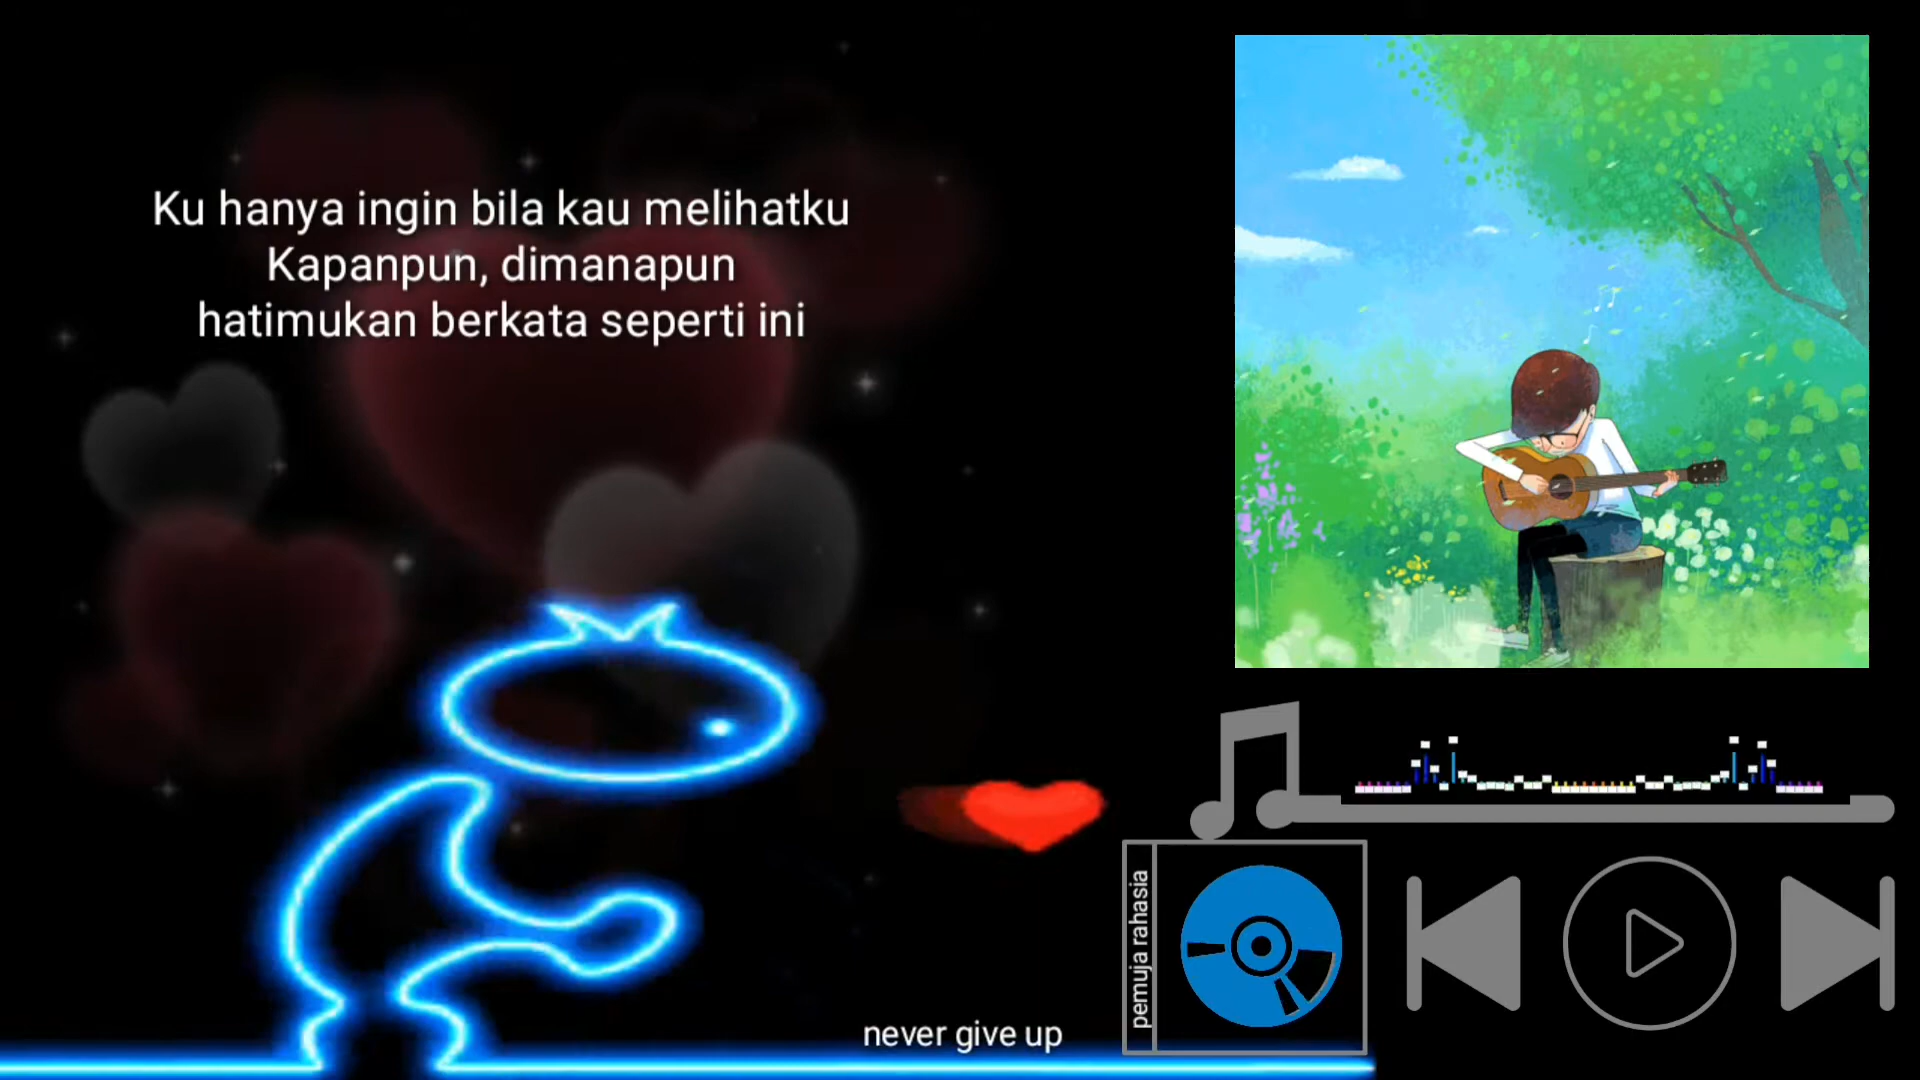 Ku hanya ingin bila kau melihatku
Kapanpun, dimanapun
hatimukan berkata seperti ini
never give up
pemuja rahasia